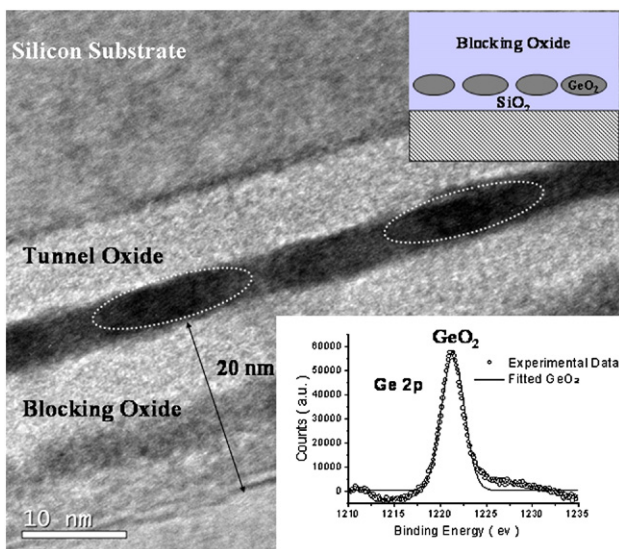 Silicon Substrate
Blocking Oxide
GeO₂
SiO₂
Tunnel Oxide
20 nm
Blocking Oxide
10 nm
GeO₂
Ge 2p
Experimental Data
Fitted GeO₂
Counts ( a.u. )
60000
50000
40000
30000
20000
10000
0
1210 1215 1220 1225 1230 1235
Binding Energy ( ev )